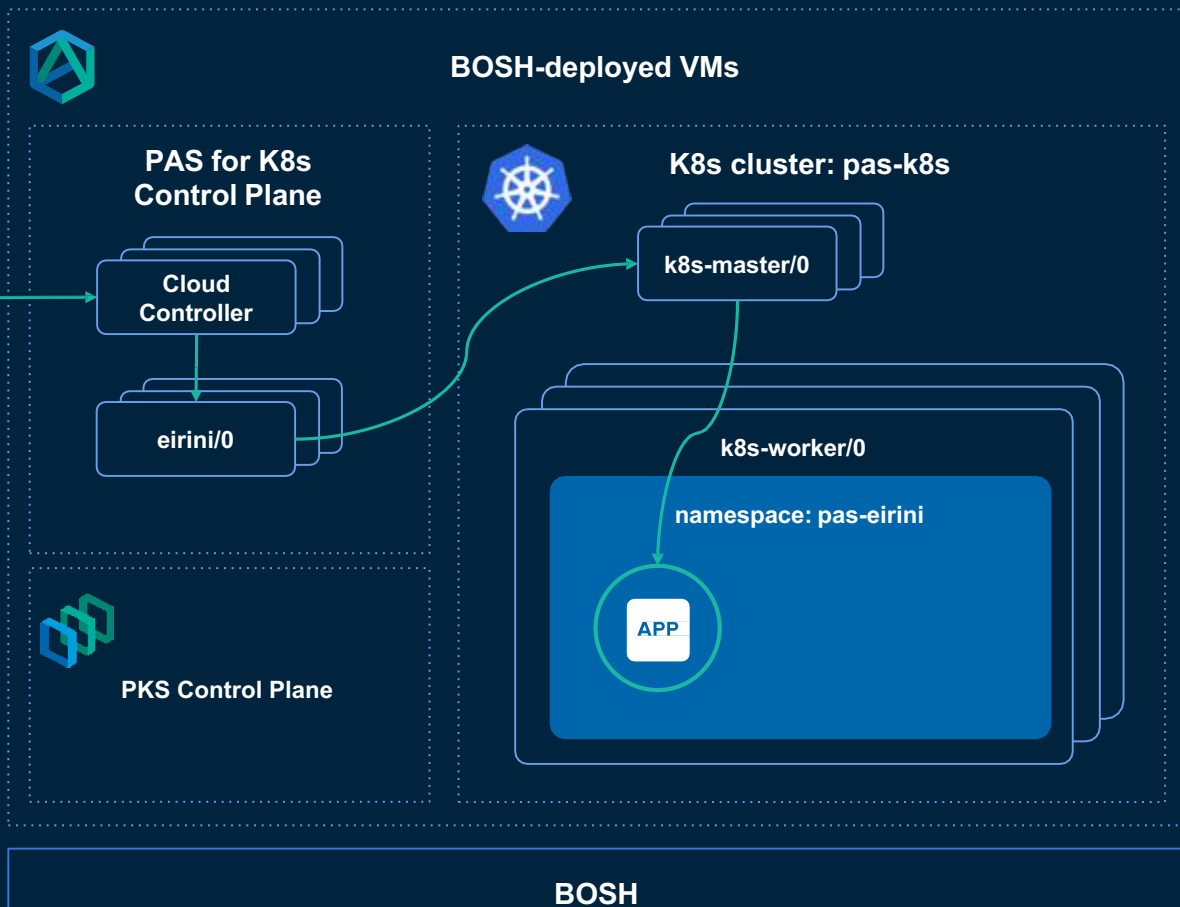 BOSH-deployed VMs
PAS for K8s
Control Plane
Cloud
Controller
eirini/0
PKS Control Plane
K8s cluster: pas-k8s
k8s-master/0
k8s-worker/0
namespace: pas-eirini
APP
BOSH